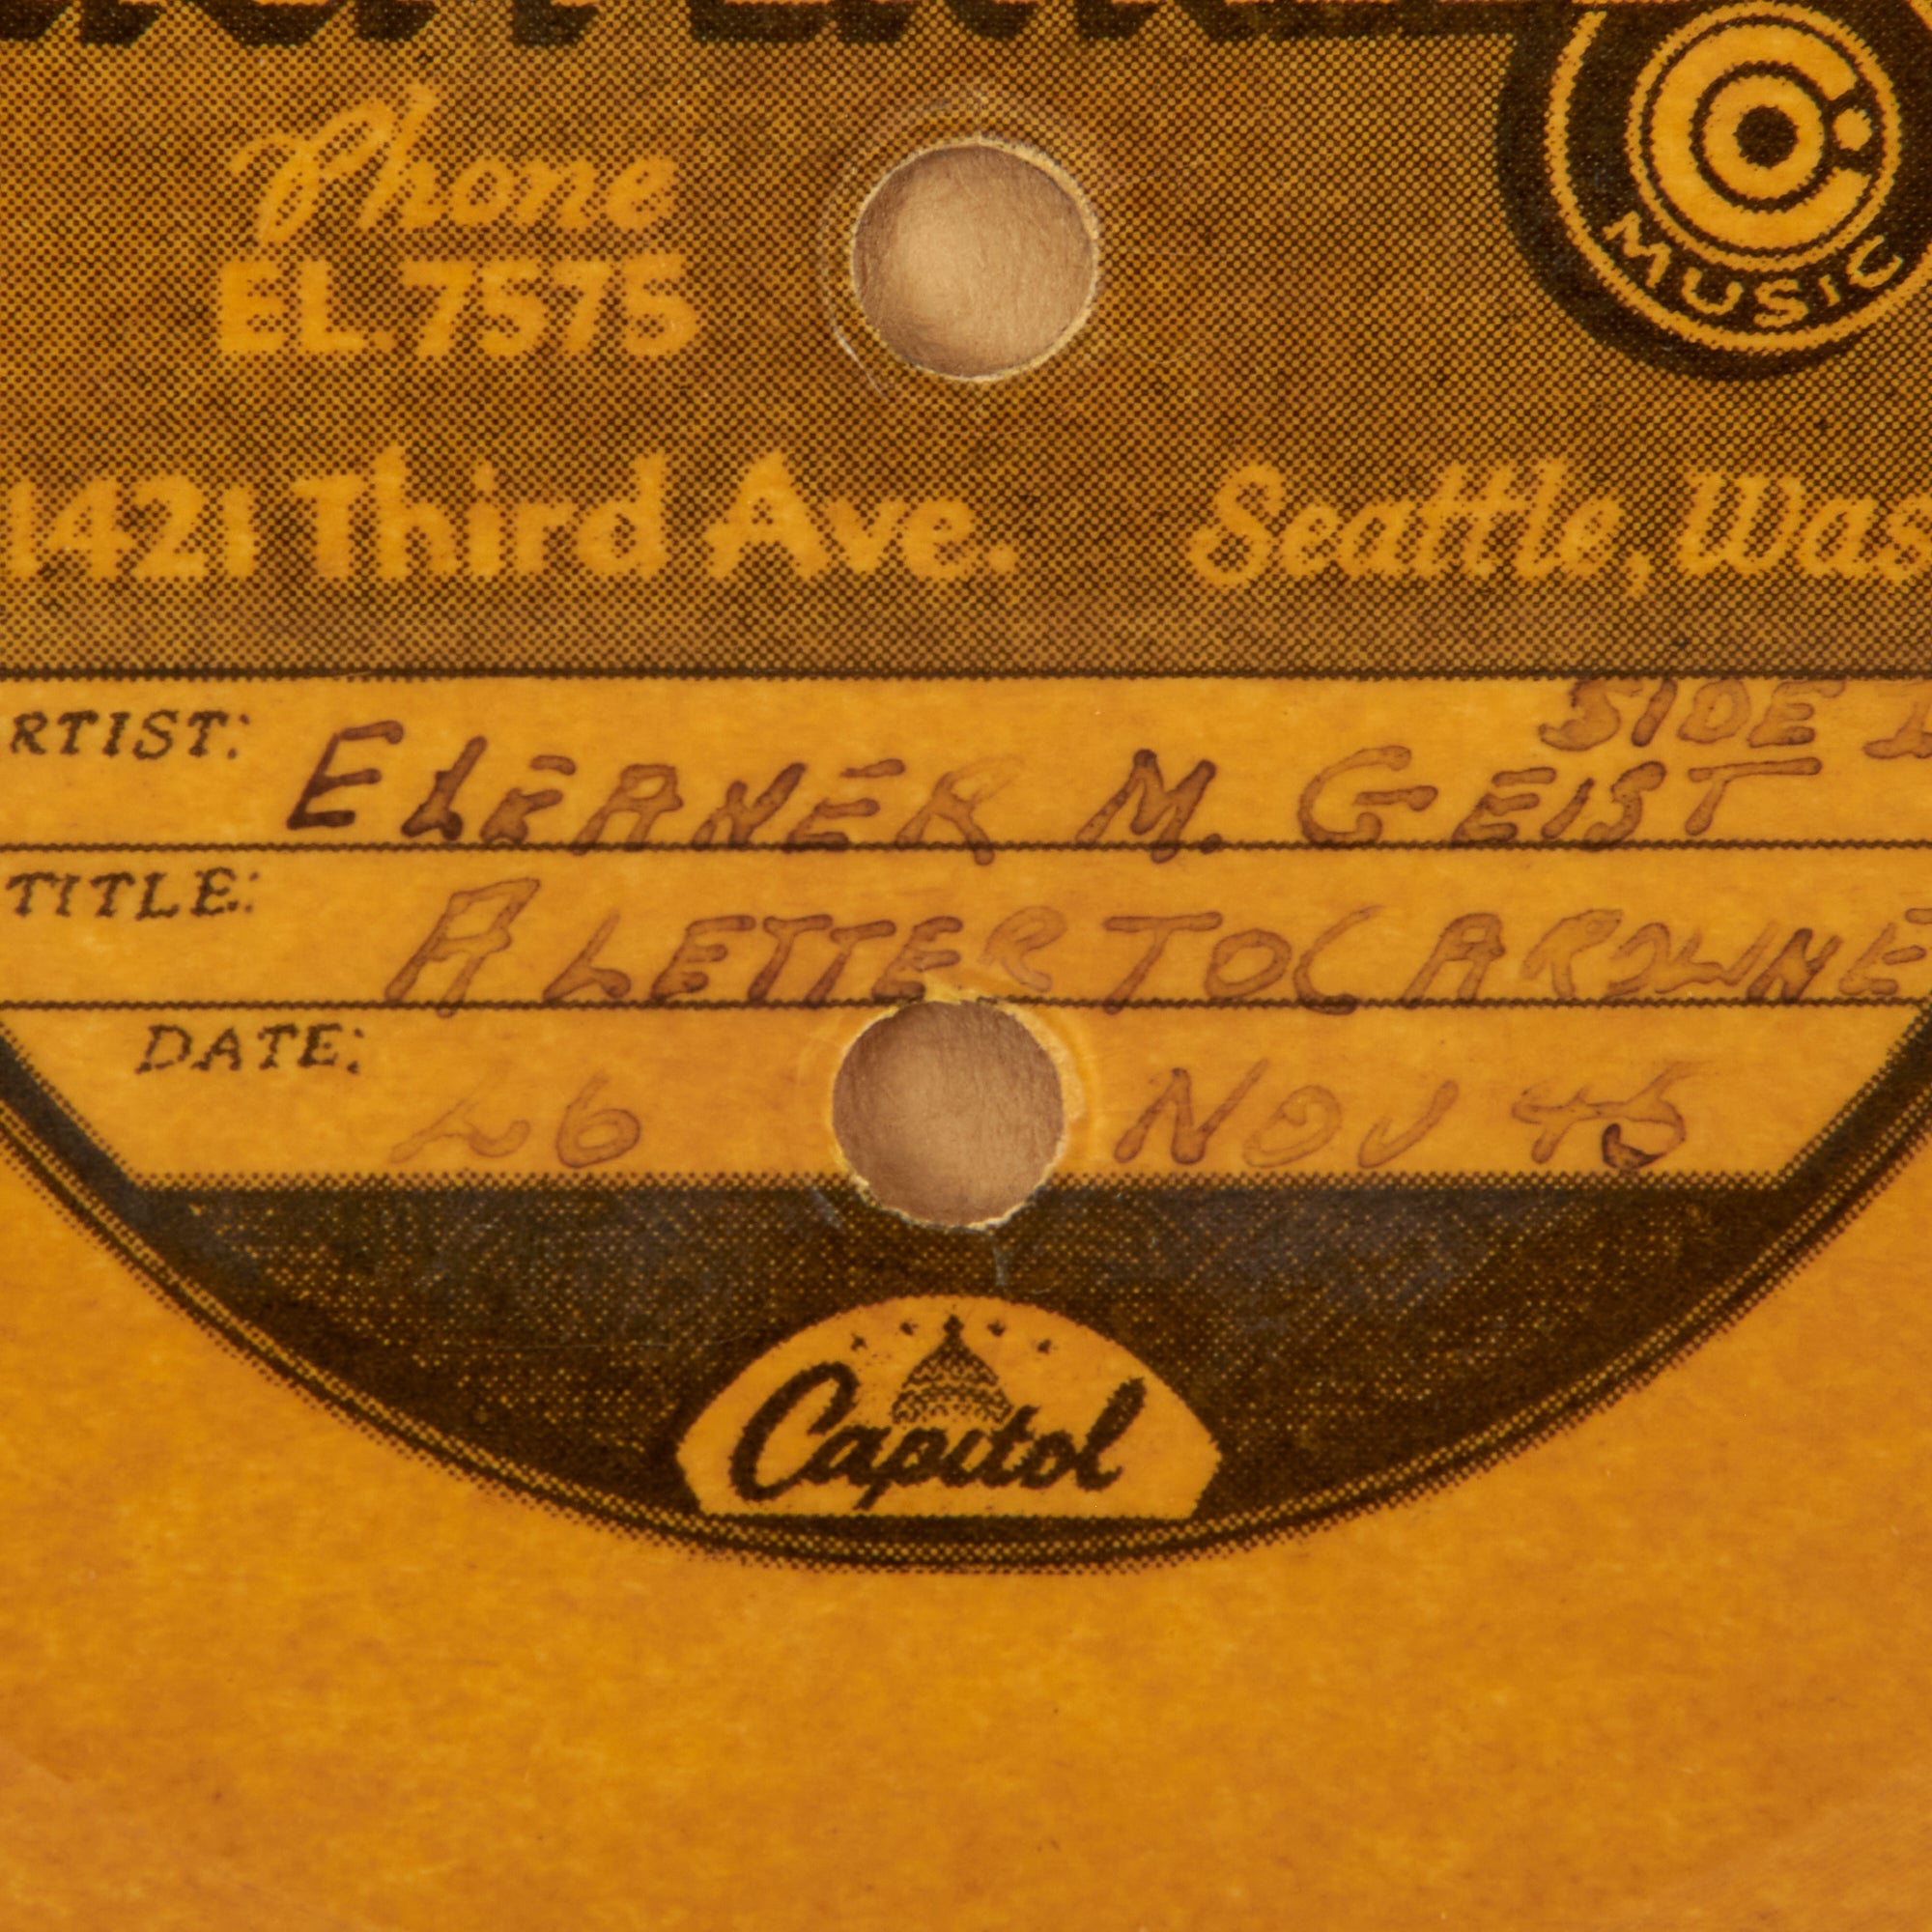 Phone
EL. 7575
MUSIC
1421 Third Ave. Seattle, Was
SIDE I
RTIST: ELEANER M. GEIST
TITLE: A LETTER TO
DATE: 26 NOV 45
Capitol